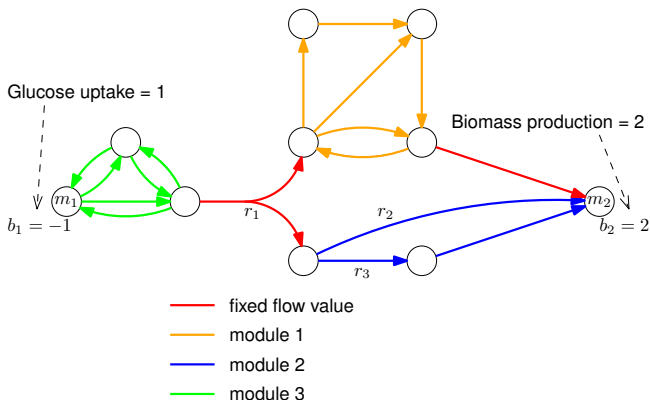 Glucose uptake = 1
Biomass production = 2
m₁
b₁ = −1
r₁
r₂
r₃
m₂
b₂ = 2
fixed flow value
module 1
module 2
module 3